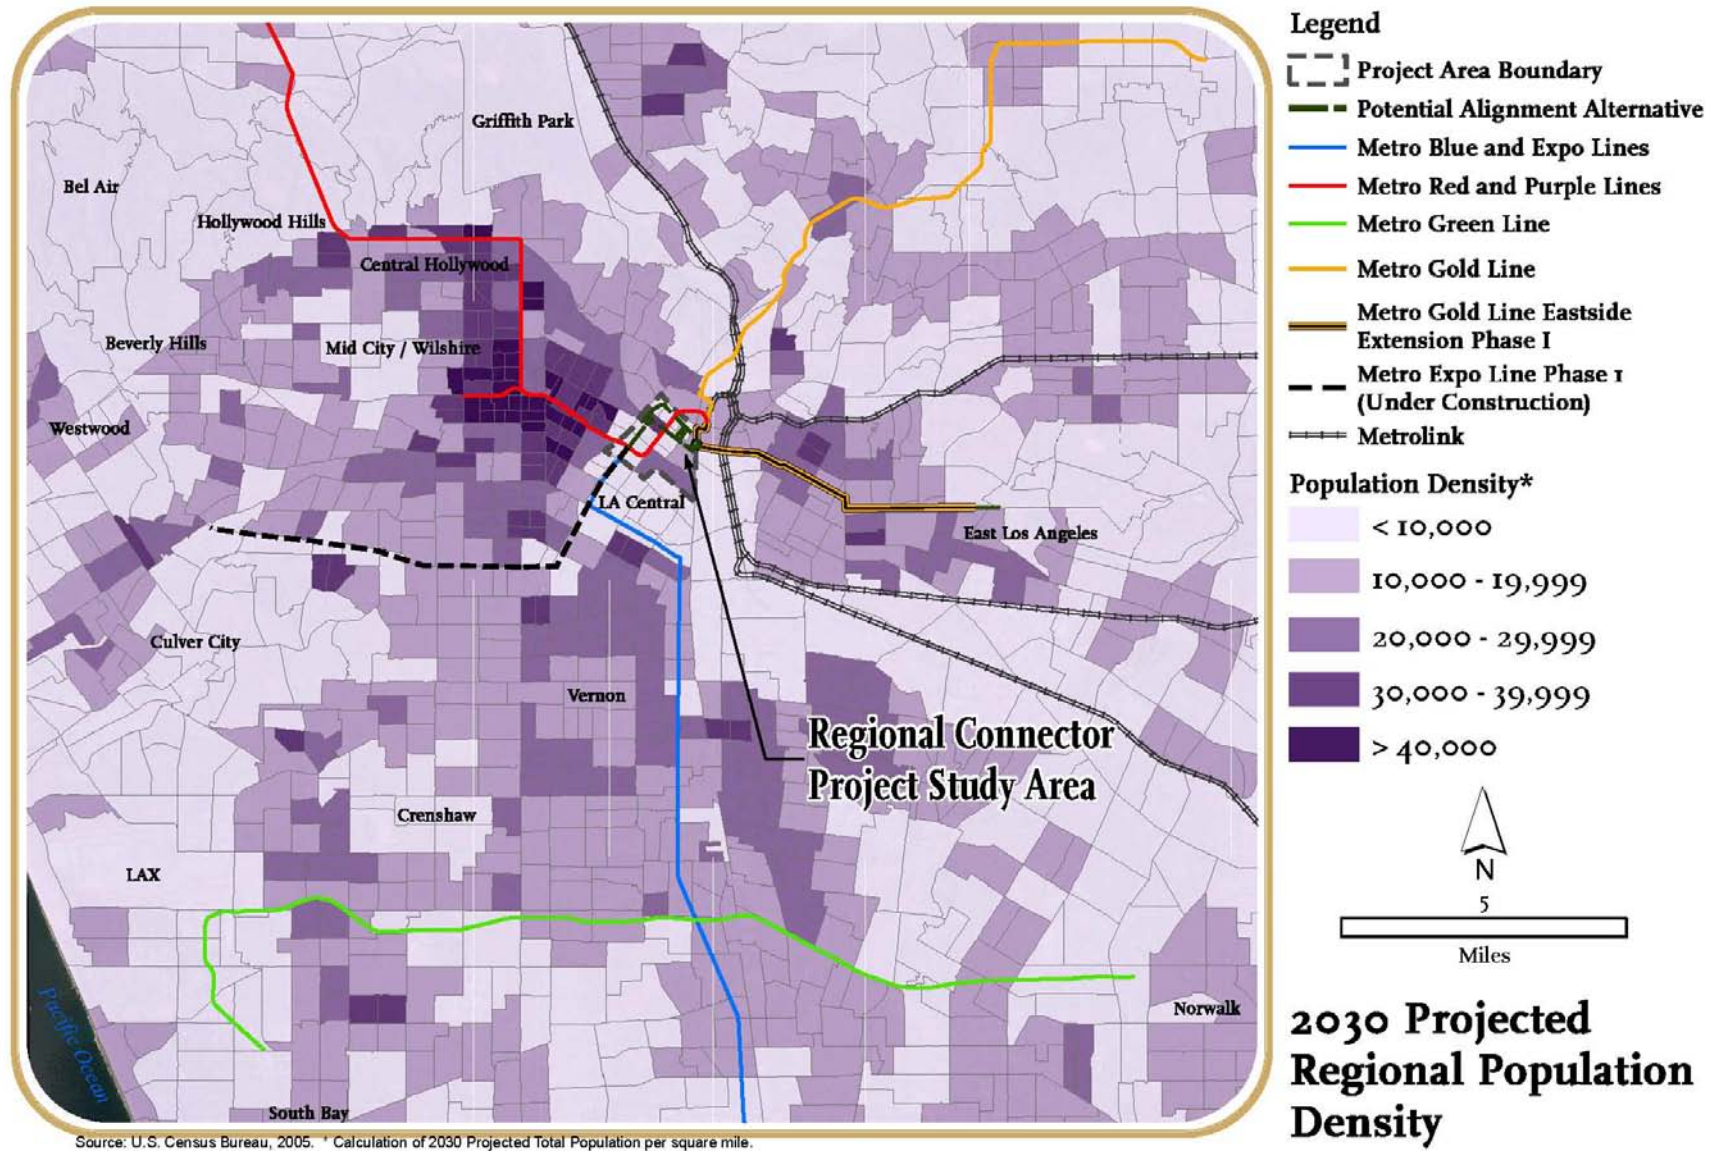 Griffith Park
Bel Air
Hollywood Hills
Central Hollywood
Beverly Hills
Mid City / Wilshire
Westwood
LA Central
East Los Angeles
Culver City
Vernon
Regional Connector
Project Study Area
Crenshaw
LAX
Pacific Ocean
Norwalk
South Bay
Source: U.S. Census Bureau, 2005. * Calculation of 2030 Projected Total Population per square mile.
Legend
Project Area Boundary
Potential Alignment Alternative
Metro Blue and Expo Lines
Metro Red and Purple Lines
Metro Green Line
Metro Gold Line
Metro Gold Line Eastside
Extension Phase I
Metro Expo Line Phase 1
(Under Construction)
Metrolink
Population Density*
< 10,000
10,000 - 19,999
20,000 - 29,999
30,000 - 39,999
> 40,000
N
5
Miles
2030 Projected
Regional Population
Density